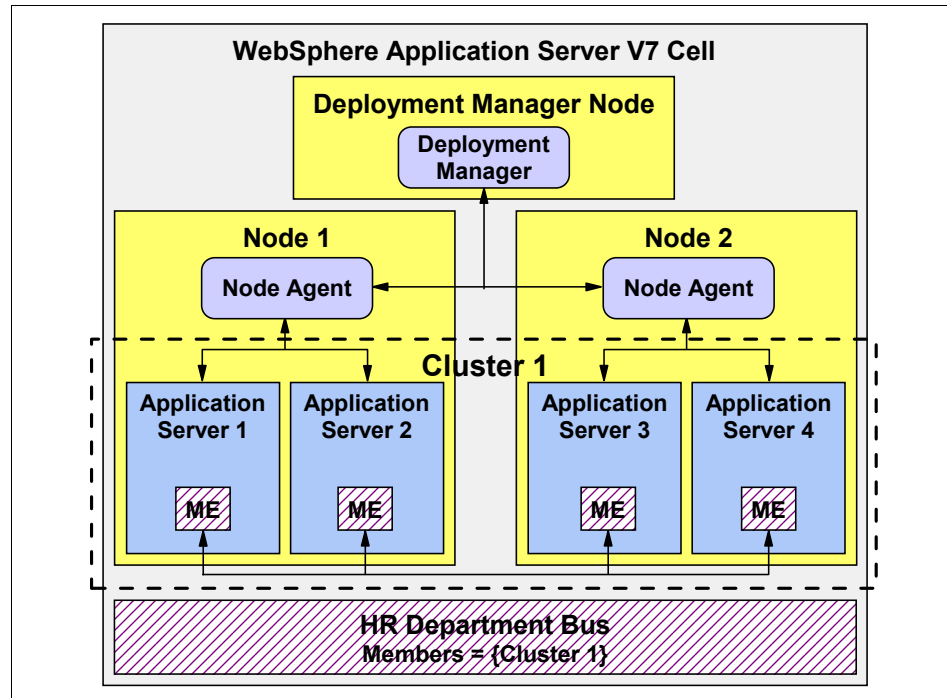 WebSphere Application Server V7 Cell
Deployment Manager Node
Deployment
Manager
Node 1
Node 2
Node Agent
Node Agent
Cluster 1
Application
Server 1
Application
Server 2
Application
Server 3
Application
Server 4
ME
ME
ME
ME
HR Department Bus
Members = {Cluster 1}